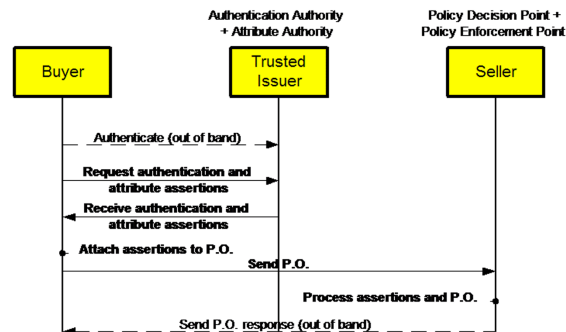 Authentication Authority
+ Attribute Authority
Policy Decision Point +
Policy Enforcement Point
Buyer
Trusted
Issuer
Seller
Authenticate (out of band)
Request authentication and
attribute assertions
Receive authentication and
attribute assertions
Attach assertions to P.O.
Send P.O.
Process assertions and P.O.
Send P.O. response (out of band)